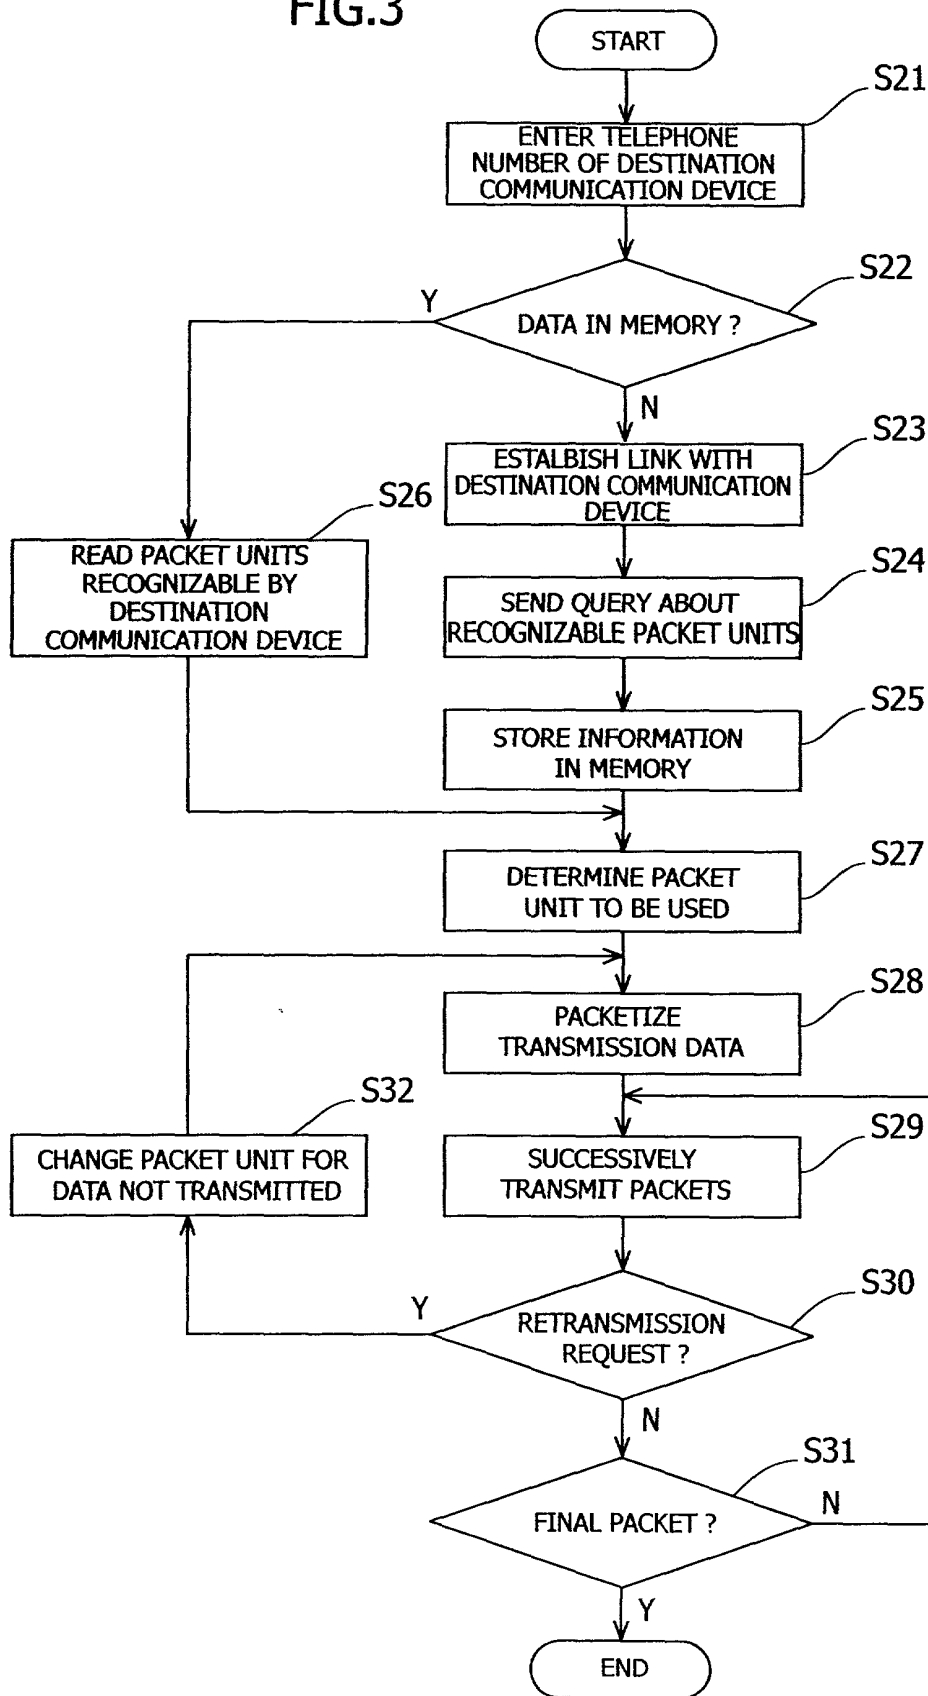 FIG.3
START
S21
ENTER TELEPHONE
NUMBER OF DESTINATION
COMMUNICATION DEVICE
S22
Y
DATA IN MEMORY ?
N
S23
ESTALBISH LINK WITH
DESTINATION COMMUNICATION
DEVICE
S26
READ PACKET UNITS
RECOGNIZABLE BY
DESTINATION
COMMUNICATION DEVICE
S24
SEND QUERY ABOUT
RECOGNIZABLE PACKET UNITS
S25
STORE INFORMATION
IN MEMORY
S27
DETERMINE PACKET
UNIT TO BE USED
S28
PACKETIZE
TRANSMISSION DATA
S32
CHANGE PACKET UNIT FOR
DATA NOT TRANSMITTED
S29
SUCCESSIVELY
TRANSMIT PACKETS
S30
Y
RETRANSMISSION
REQUEST ?
N
S31
FINAL PACKET ?
N
Y
END